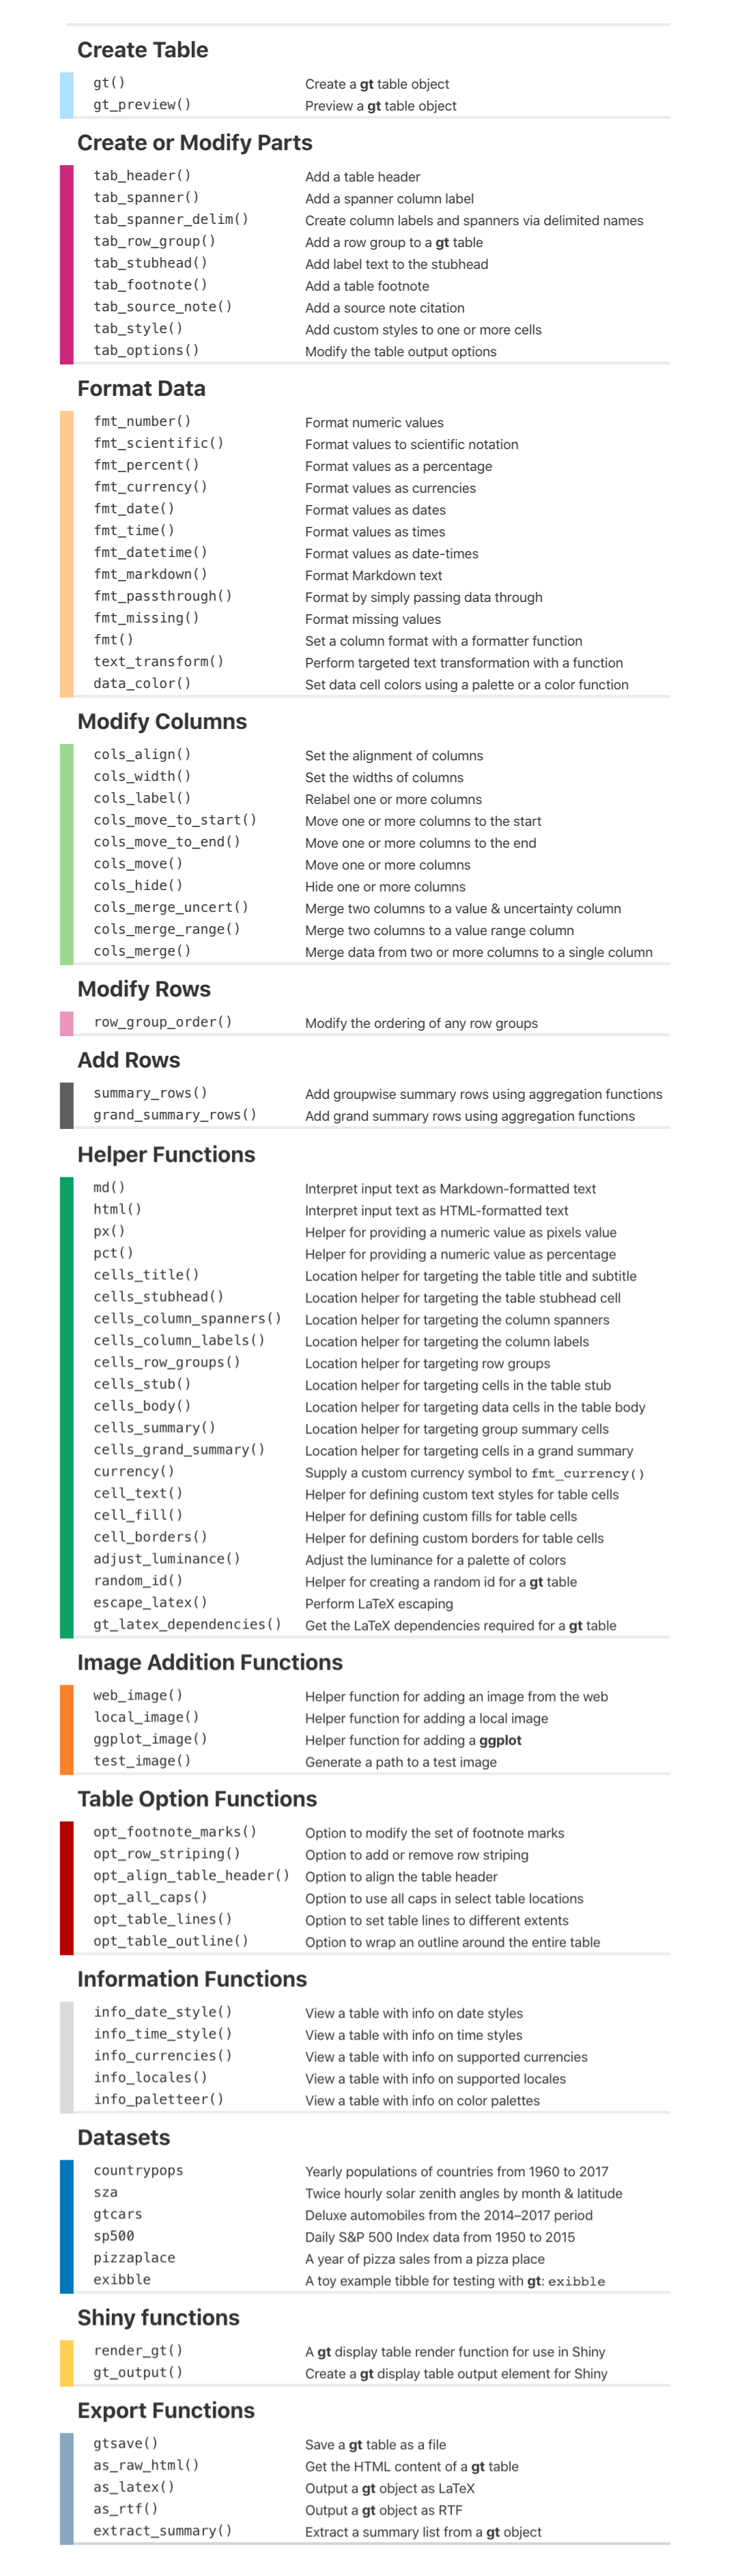 Create Table
gt() Create a gt table object
gt_preview() Preview a gt table object
Create or Modify Parts
tab_header() Add a table header
tab_spanner() Add a spanner column label
tab_spanner_delim() Create column labels and spanners via delimited names
tab_row_group() Add a row group to a gt table
tab_stubhead() Add label text to the stubhead
tab_footnote() Add a table footnote
tab_source_note() Add a source note citation
tab_style() Add custom styles to one or more cells
tab_options() Modify the table output options
Format Data
fmt_number() Format numeric values
fmt_scientific() Format values to scientific notation
fmt_percent() Format values as a percentage
fmt_currency() Format values as currencies
fmt_date() Format values as dates
fmt_time() Format values as times
fmt_datetime() Format values as date-times
fmt_markdown() Format Markdown text
fmt_passthrough() Format by simply passing data through
fmt_missing() Format missing values
fmt() Set a column format with a formatter function
text_transform() Perform targeted text transformation with a function
data_color() Set data cell colors using a palette or a color function
Modify Columns
cols_align() Set the alignment of columns
cols_width() Set the widths of columns
cols_label() Relabel one or more columns
cols_move_to_start() Move one or more columns to the start
cols_move_to_end() Move one or more columns to the end
cols_move() Move one or more columns
cols_hide() Hide one or more columns
cols_merge_uncert() Merge two columns to a value & uncertainty column
cols_merge_range() Merge two columns to a value range column
cols_merge() Merge data from two or more columns to a single column
Modify Rows
row_group_order() Modify the ordering of any row groups
Add Rows
summary_rows() Add groupwise summary rows using aggregation functions
grand_summary_rows() Add grand summary rows using aggregation functions
Helper Functions
md() Interpret input text as Markdown-formatted text
html() Interpret input text as HTML-formatted text
px() Helper for providing a numeric value as pixels value
pct() Helper for providing a numeric value as percentage
cells_title() Location helper for targeting the table title and subtitle
cells_stubhead() Location helper for targeting the table stubhead cell
cells_column_spanners() Location helper for targeting the column spanners
cells_column_labels() Location helper for targeting the column labels
cells_row_groups() Location helper for targeting row groups
cells_stub() Location helper for targeting cells in the table stub
cells_body() Location helper for targeting data cells in the table body
cells_summary() Location helper for targeting group summary cells
cells_grand_summary() Location helper for targeting cells in a grand summary
currency() Supply a custom currency symbol to fmt_currency()
cell_text() Helper for defining custom text styles for table cells
cell_fill() Helper for defining custom fills for table cells
cell_borders() Helper for defining custom borders for table cells
adjust_luminance() Adjust the luminance for a palette of colors
random_id() Helper for creating a random id for a gt table
escape_latex() Perform LaTeX escaping
gt_latex_dependencies() Get the LaTeX dependencies required for a gt table
Image Addition Functions
web_image() Helper function for adding an image from the web
local_image() Helper function for adding a local image
ggplot_image() Helper function for adding a ggplot
test_image() Generate a path to a test image
Table Option Functions
opt_footnote_marks() Option to modify the set of footnote marks
opt_row_striping() Option to add or remove row striping
opt_align_table_header() Option to align the table header
opt_all_caps() Option to use all caps in select table locations
opt_table_lines() Option to set table lines to different extents
opt_table_outline() Option to wrap an outline around the entire table
Information Functions
info_date_style() View a table with info on date styles
info_time_style() View a table with info on time styles
info_currencies() View a table with info on supported currencies
info_locales() View a table with info on supported locales
info_paletteer() View a table with info on color palettes
Datasets
countrypops Yearly populations of countries from 1960 to 2017
sza Twice hourly solar zenith angles by month & latitude
gtcars Deluxe automobiles from the 2014–2017 period
sp500 Daily S&P 500 Index data from 1950 to 2015
pizzaplace A year of pizza sales from a pizza place
exibble A toy example tibble for testing with gt: exibble
Shiny functions
render_gt() A gt display table render function for use in Shiny
gt_output() Create a gt display table output element for Shiny
Export Functions
gtsave() Save a gt table as a file
as_raw_html() Get the HTML content of a gt table
as_latex() Output a gt object as LaTeX
as_rtf() Output a gt object as RTF
extract_summary() Extract a summary list from a gt object